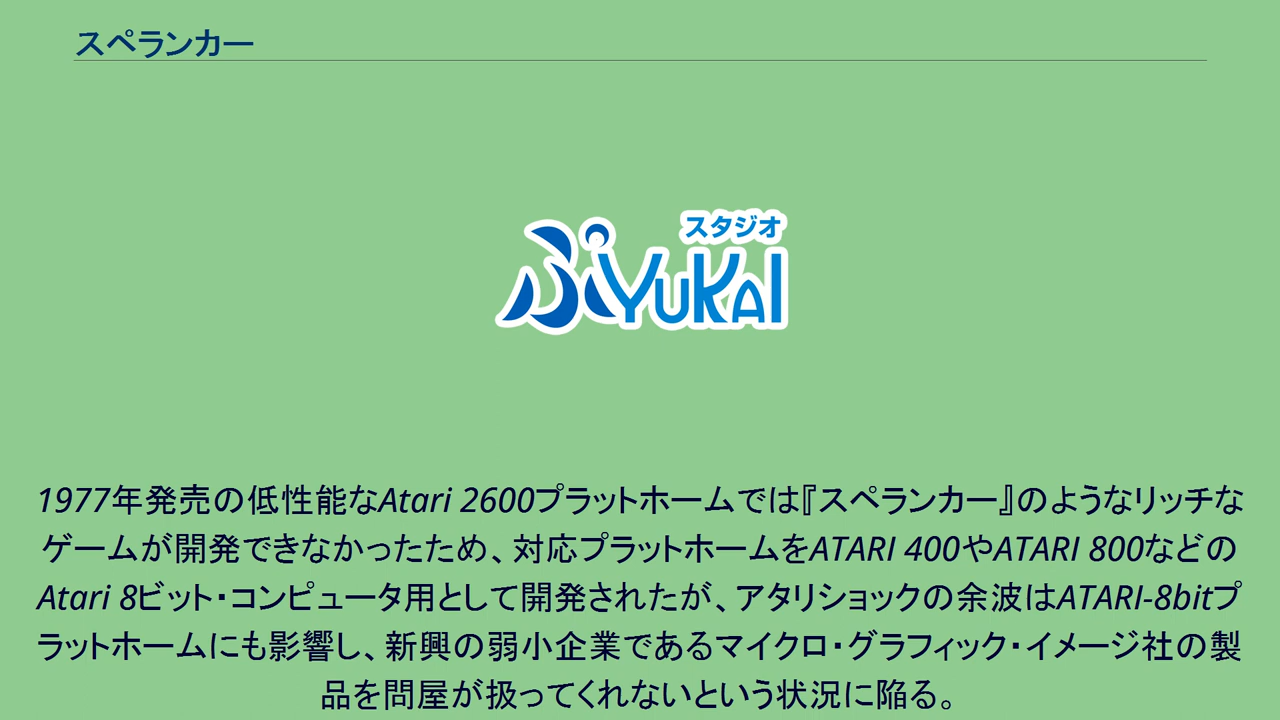 スペランカー
スタジオ
ぷYUKAI
1977年発売の低性能なAtari 2600プラットホームでは『スペランカー』のようなリッチな
ゲームが開発できなかったため、対応プラットホームをATARI 400やATARI 800などの
Atari 8ビット・コンピュータ用として開発されたが、アタリショックの余波はATARI-8bitプ
ラットホームにも影響し、新興の弱小企業であるマイクロ・グラフィック・イメージ社の製
品を問屋が扱ってくれないという状況に陥る。